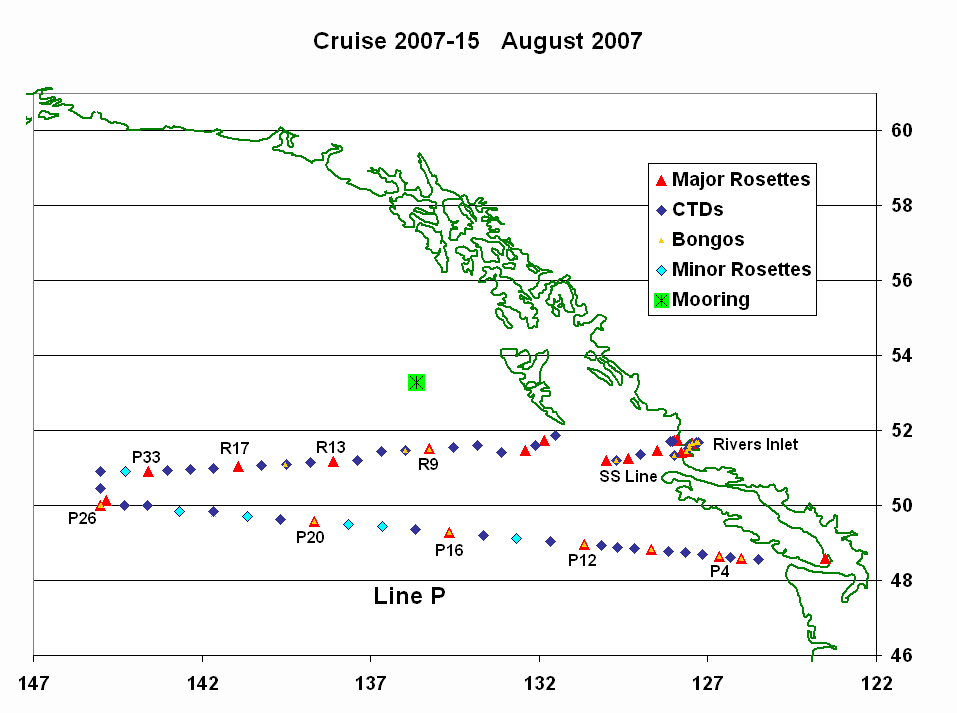 Cruise 2007-15   August 2007
60
Major Rosettes
58
CTDs
Bongos
Minor Rosettes
56
Mooring
54
52
R17
R13
Rivers Inlet
P33
R9
SS Line
50
P26
P20
P16
P12
P4
48
Line P
46
147
142
137
132
127
122